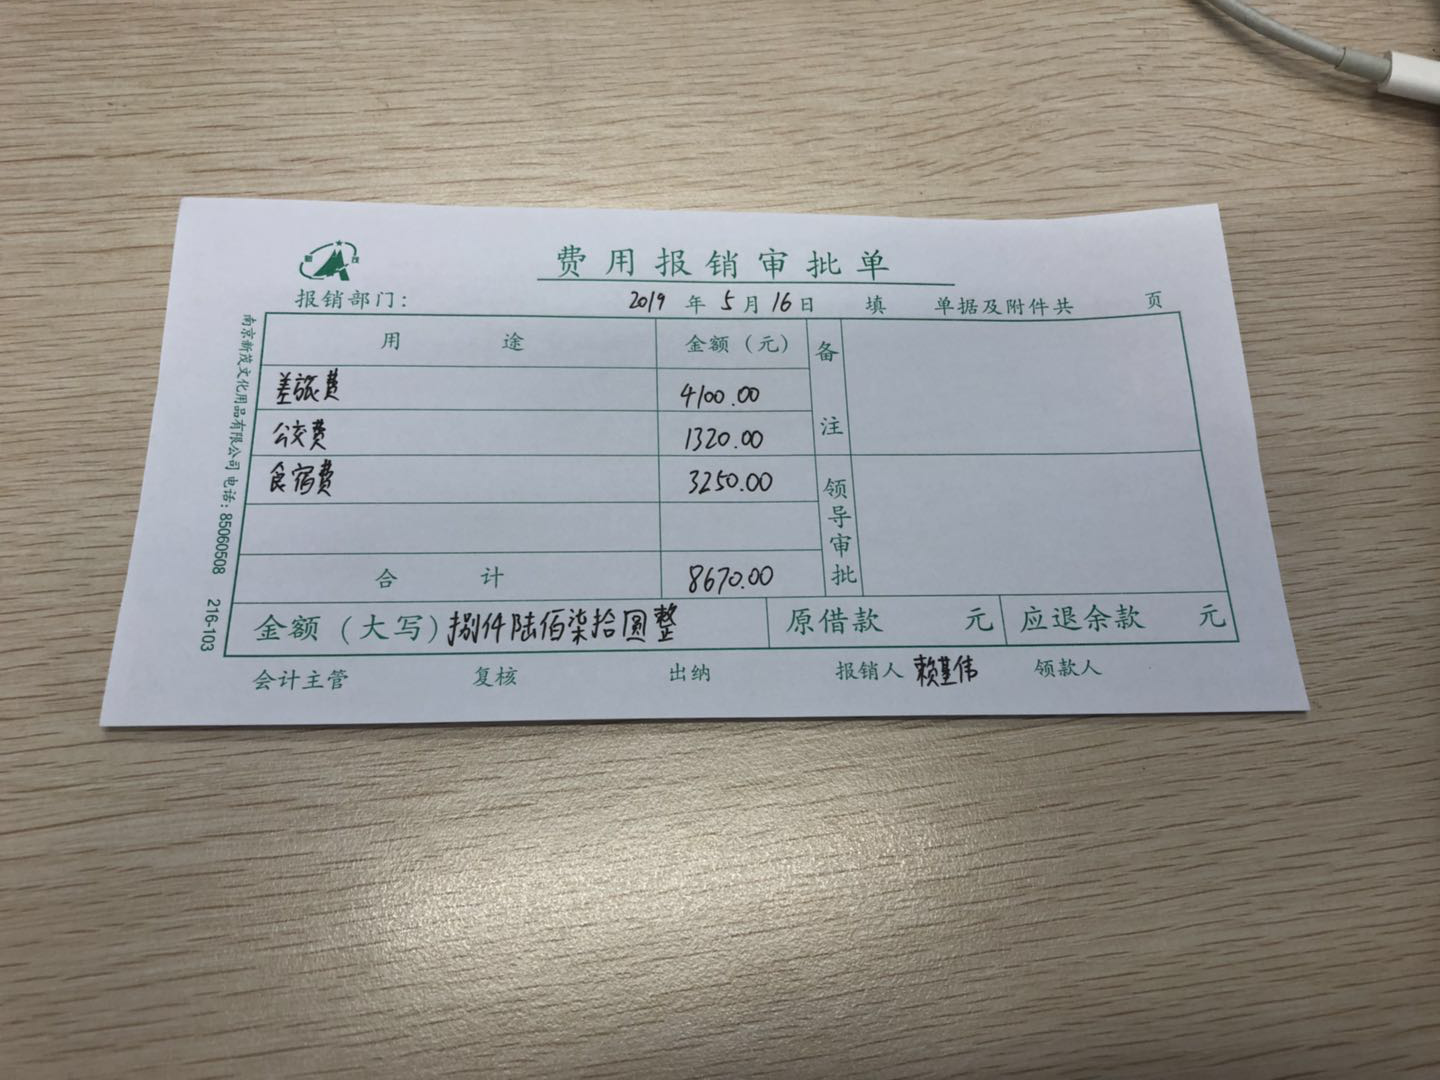 费用报销审批单
报销部门： 2019 年 5 月 16 日 填 单据及附件共 页
用途 金额（元） 备注
差旅费 4100.00
公交费 1320.00
食宿费 3250.00 领导审批
合计 8670.00
金额（大写）捌仟陆佰柒拾圆整 原借款 元 应退余款 元
会计主管 复核 出纳 报销人 赖基伟 领款人
南京新茂文化用品有限公司 电话：85060508 216-103